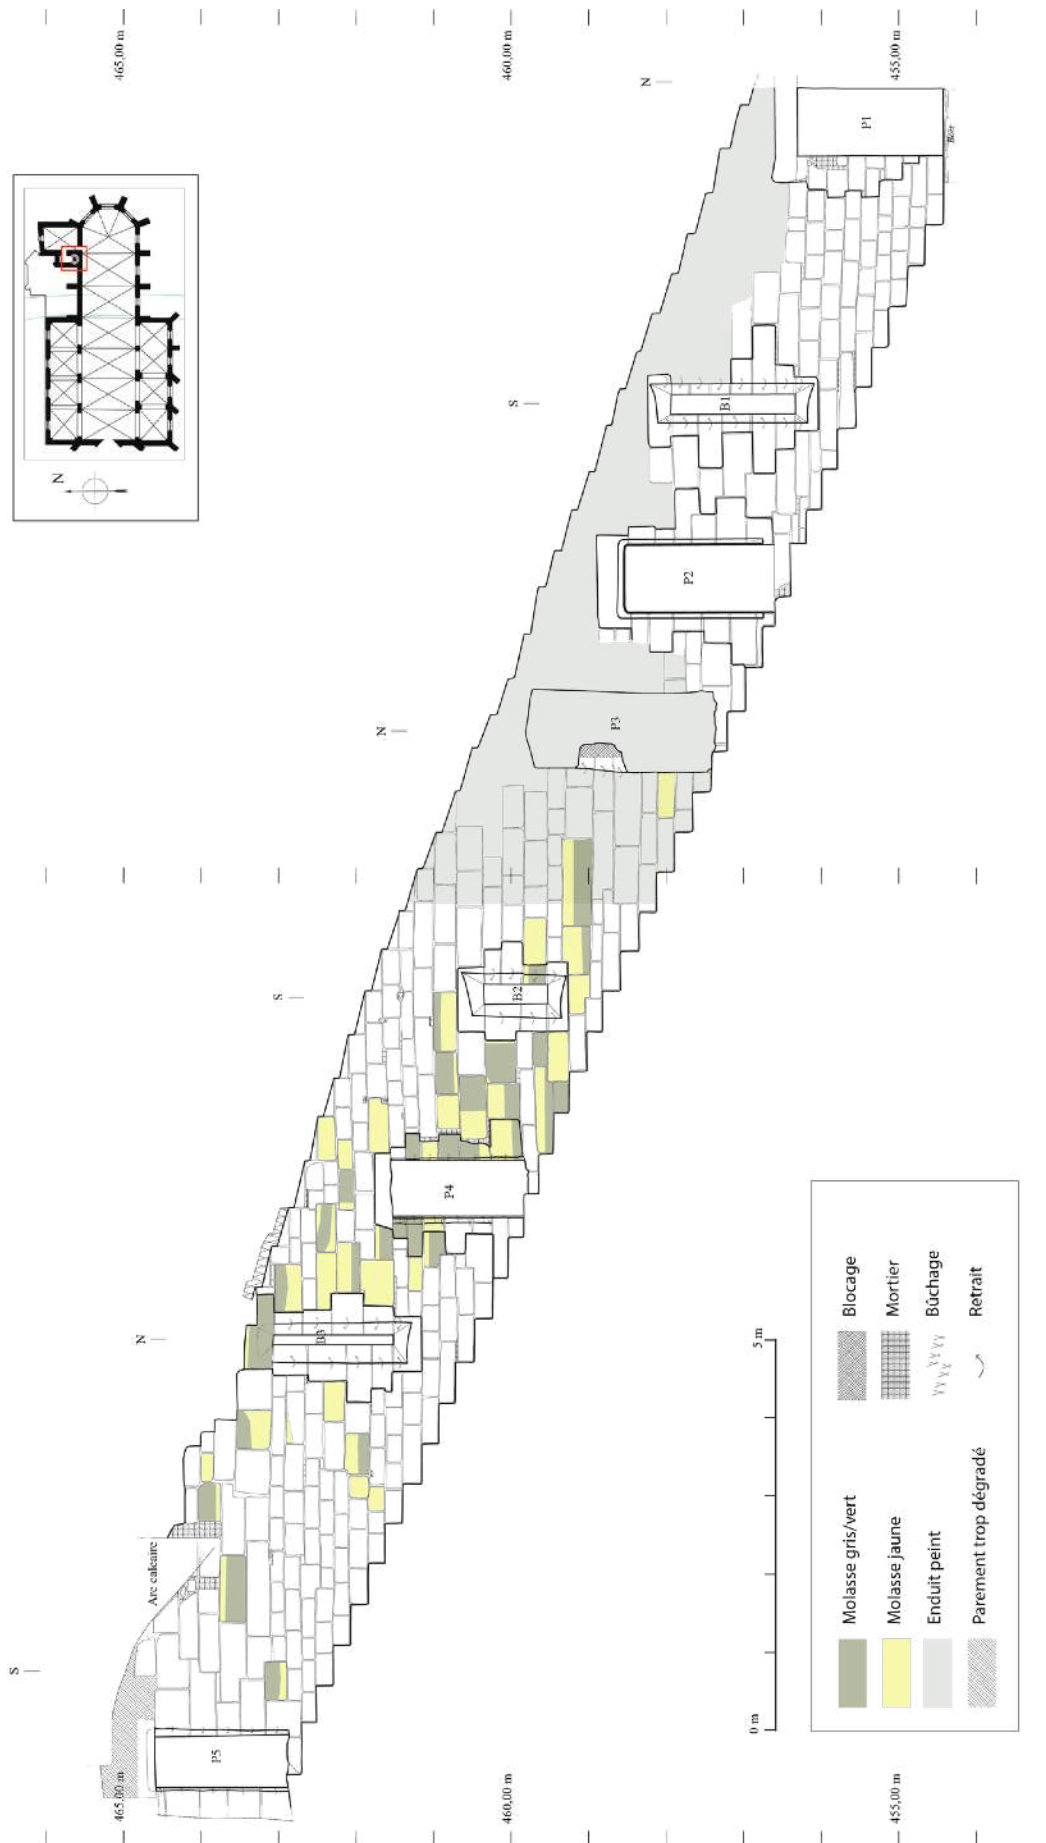 465,00 m
460,00 m
455,00 m
N
N
P1
S
B1
P2
N
P3
S
B2
P4
N
B3
Arc calcaire
S
P5
465,00 m
460,00 m
455,00 m
0 m
5 m
Molasse gris/vert
Molasse jaune
Enduit peint
Parement trop dégradé
Blocage
Mortier
Bûchage
Retrait